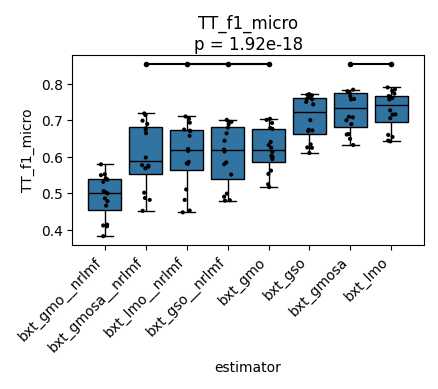 TT_f1_micro
p = 1.92e-18
TT_f1_micro
0.8
0.7
0.6
0.5
0.4
bxt_gmo__nrlmf
bxt_gmosa__nrlmf
bxt_lmo__nrlmf
bxt_gso__nrlmf
bxt_gmo
bxt_gso
bxt_gmosa
bxt_lmo
estimator